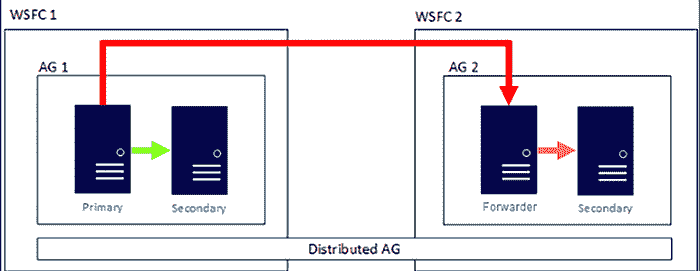 WSFC 1
WSFC 2
AG 1
AG 2
Primary
Secondary
Forwarder
Secondary
Distributed AG